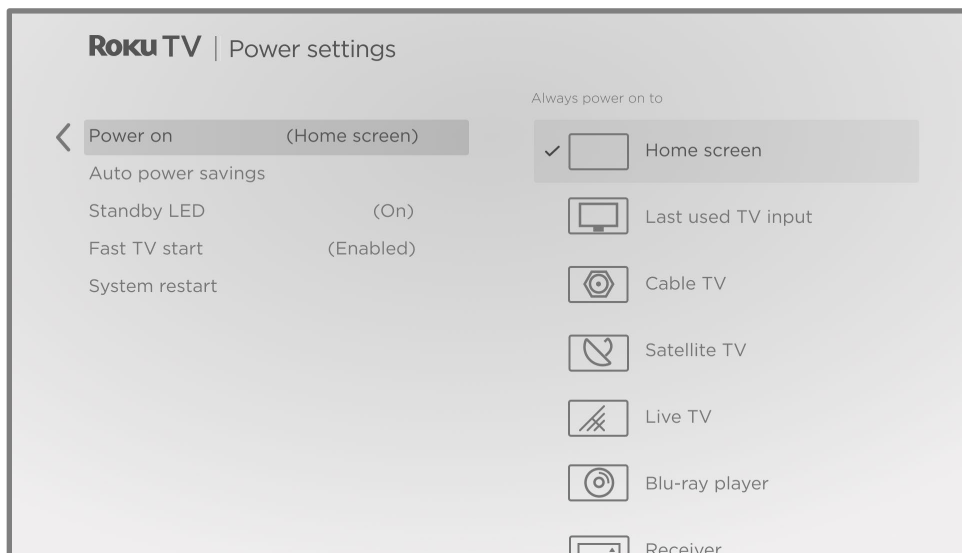 Roku TV | Power settings
Always power on to
Power on (Home screen)
Auto power savings
Standby LED (On)
Fast TV start (Enabled)
System restart
Home screen
Last used TV input
Cable TV
Satellite TV
Live TV
Blu-ray player
Receiver